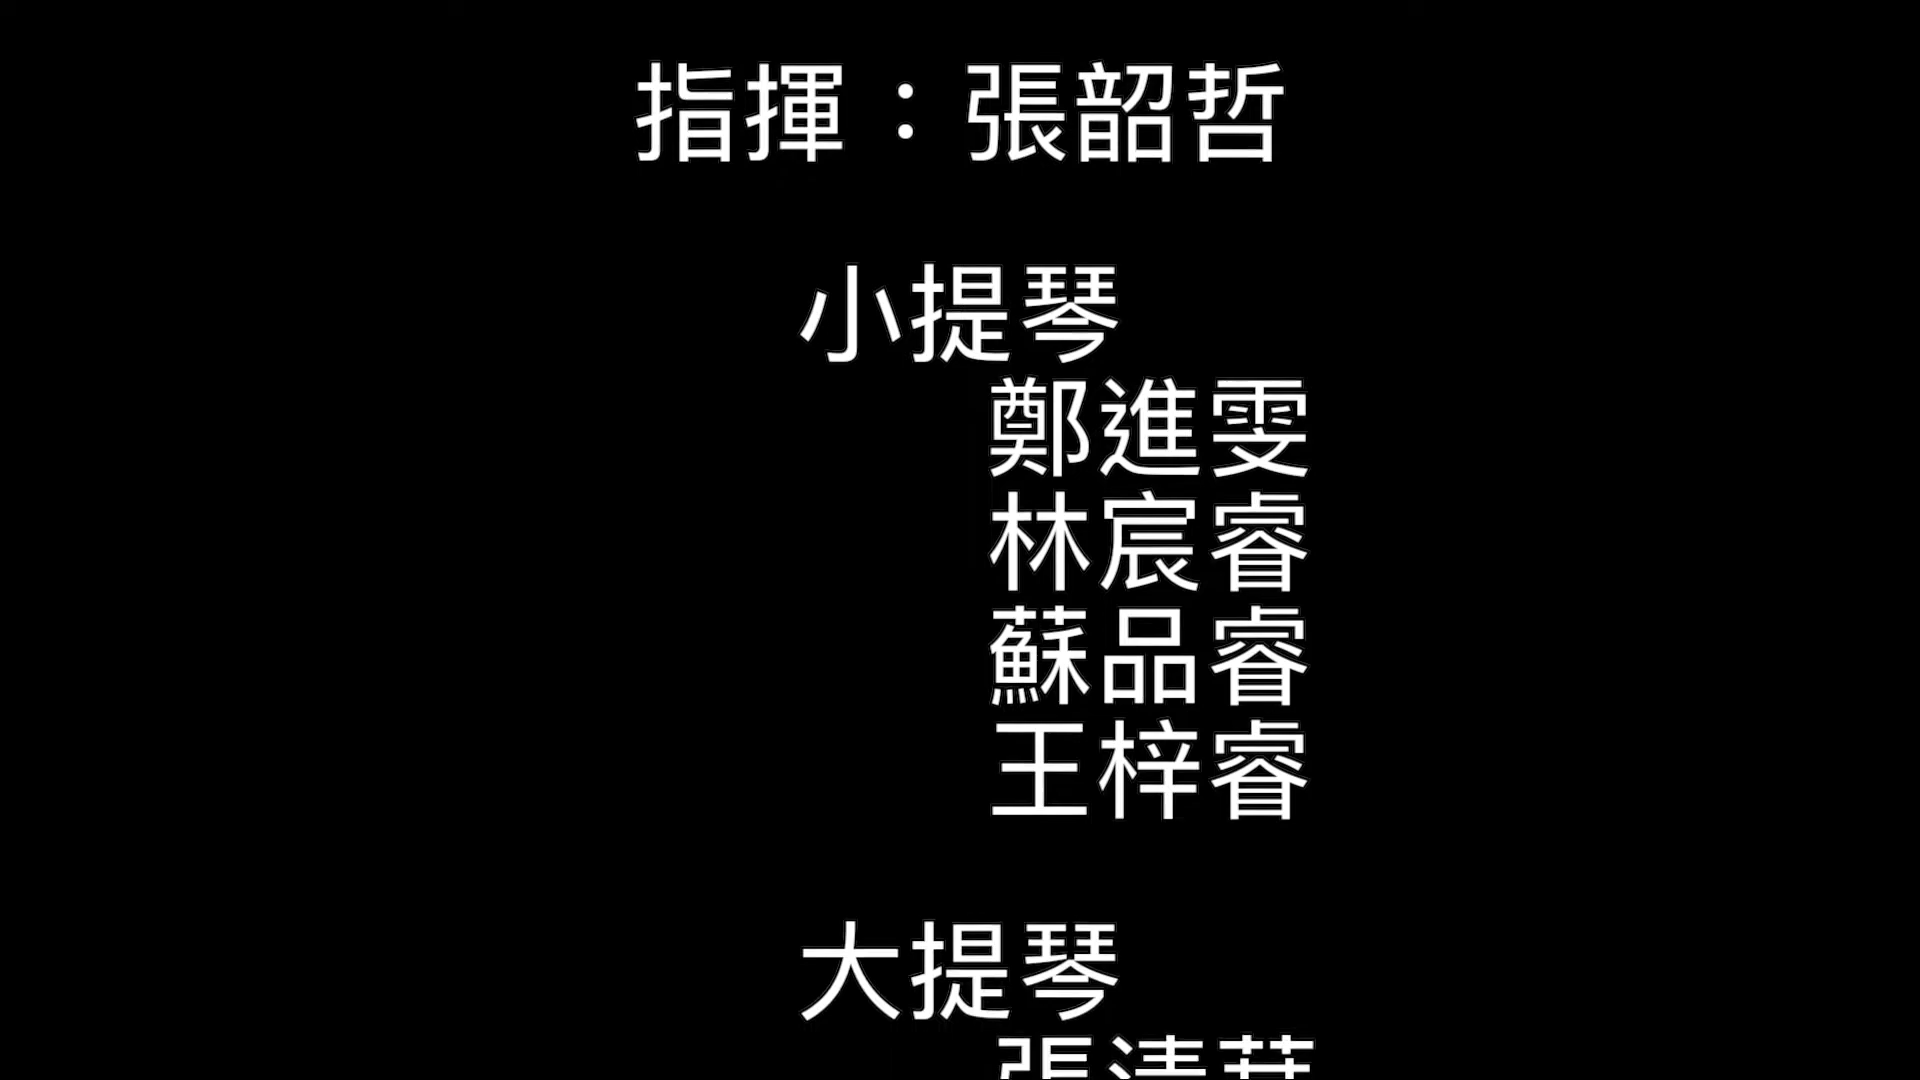 指揮：張韶哲
小提琴
鄭進雯
林宸睿
蘇品睿
王梓睿
大提琴